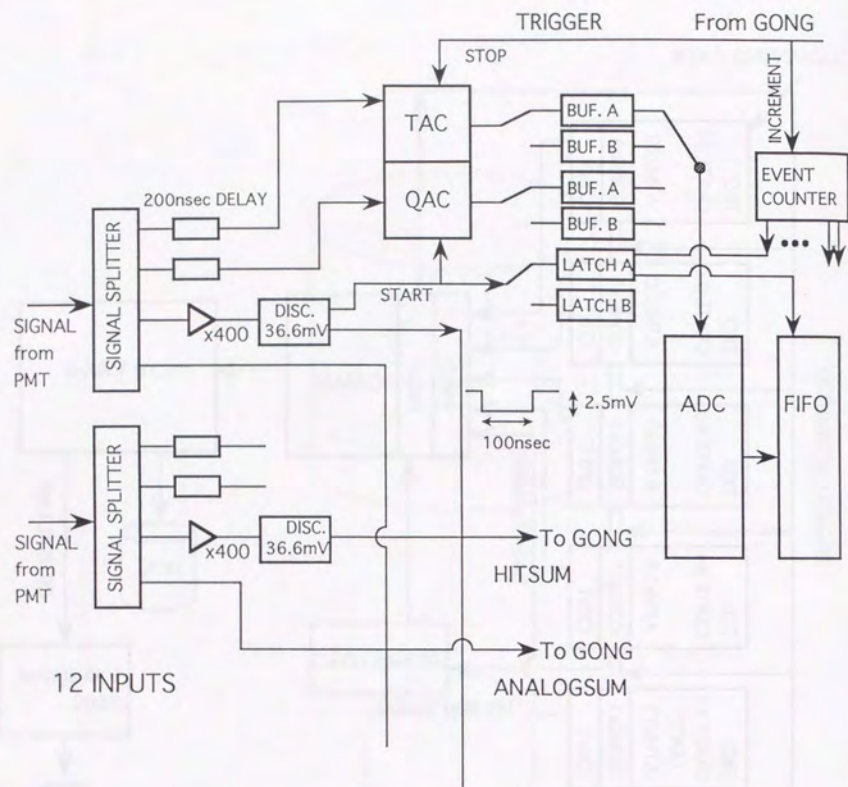 TRIGGER From GONG
STOP
INCREMENT
TAC
BUF. A
BUF. B
EVENT
COUNTER
200nsec DELAY
QAC
BUF. A
BUF. B
SIGNAL SPLITTER
LATCH A
START
LATCH B
SIGNAL
from
PMT
x400
DISC.
36.6mV
2.5mV
100nsec
ADC
FIFO
SIGNAL SPLITTER
SIGNAL
from
PMT
x400
DISC.
36.6mV
To GONG
HITSUM
To GONG
ANALOGSUM
12 INPUTS